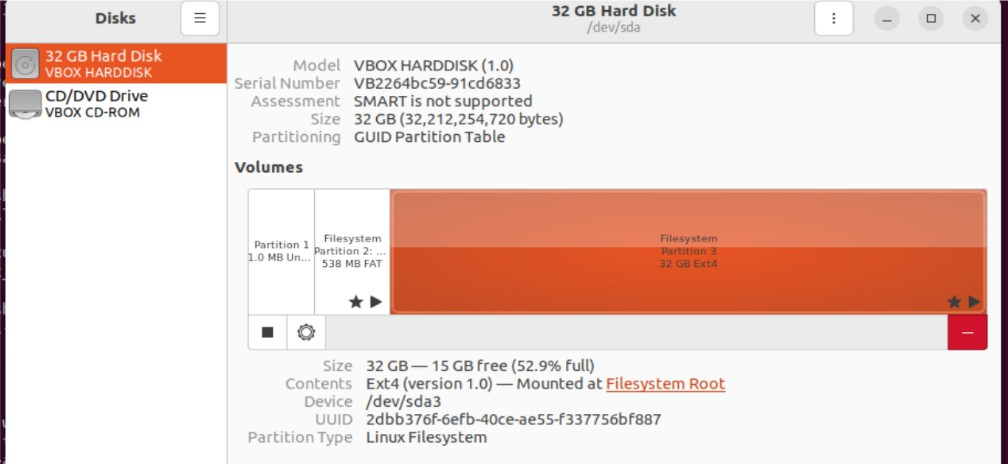 Disks
32 GB Hard Disk
/dev/sda
32 GB Hard Disk
VBOX HARDDISK
CD/DVD Drive
VBOX CD-ROM
Model VBOX HARDDISK (1.0)
Serial Number VB2264bc59-91cd6833
Assessment SMART is not supported
Size 32 GB (32,212,254,720 bytes)
Partitioning GUID Partition Table
Volumes
Partition 1
1.0 MB Un…
Filesystem
Partition 2: …
538 MB FAT
Filesystem
Partition 3
32 GB Ext4
Size 32 GB — 15 GB free (52.9% full)
Contents Ext4 (version 1.0) — Mounted at Filesystem Root
Device /dev/sda3
UUID 2dbb376f-6efb-40ce-ae55-f337756bf887
Partition Type Linux Filesystem